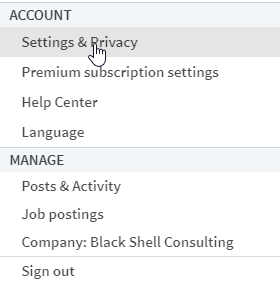 ACCOUNT
Settings & Privacy
Premium subscription settings
Help Center
Language
MANAGE
Posts & Activity
Job postings
Company: Black Shell Consulting
Sign out